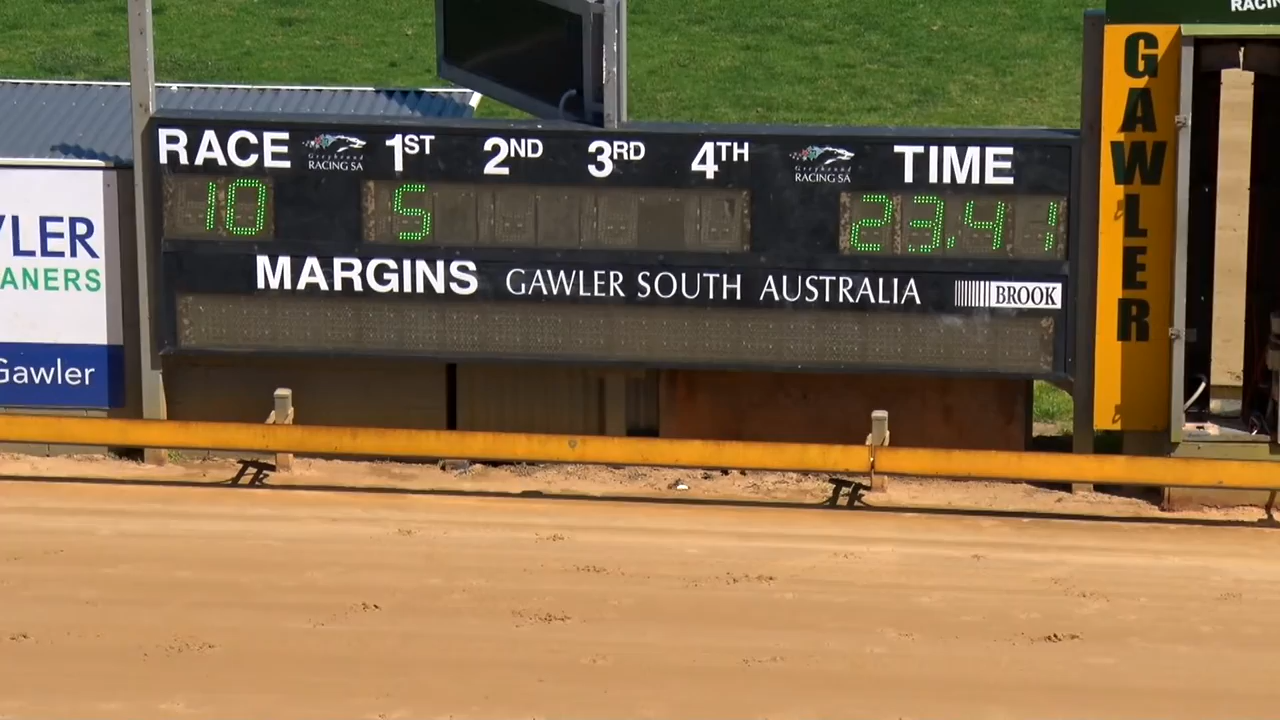 RACIN
GAWLER
RACE
Greyhound
RACING SA
1ST
2ND
3RD
4TH
Greyhound
RACING SA
TIME
10
5
23.41
MARGINS
GAWLER SOUTH AUSTRALIA
BROOK
LER
ANERS
Gawler